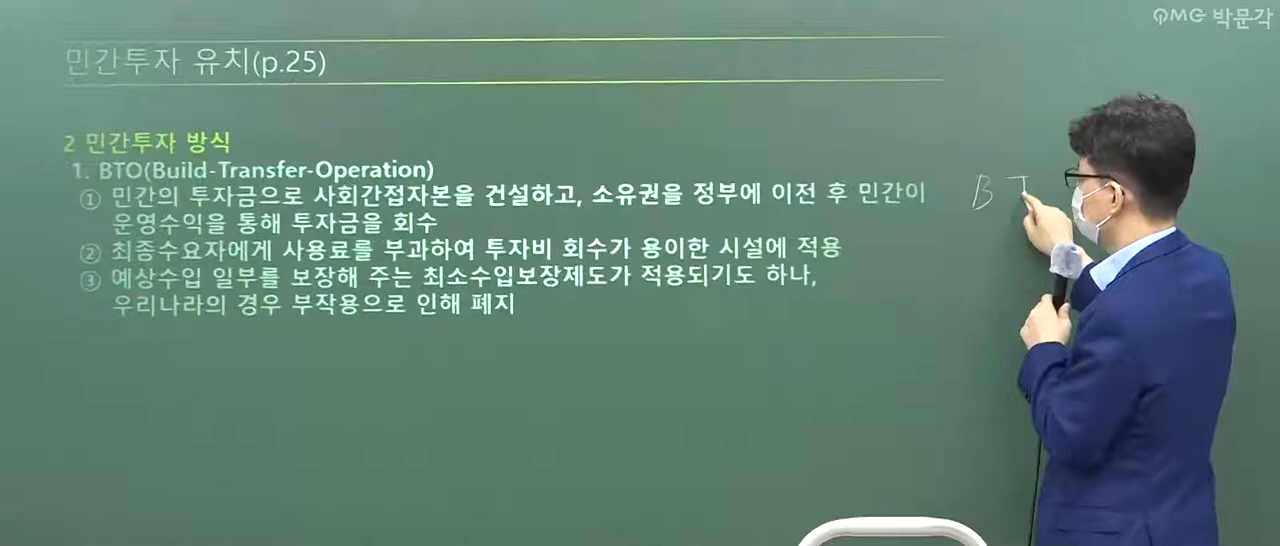 PMG 박문각
민간투자 유치(p.25)
2 민간투자 방식
1. BTO(Build-Transfer-Operation)
① 민간의 투자금으로 사회간접자본을 건설하고, 소유권을 정부에 이전 후 민간이
운영수익을 통해 투자금을 회수
② 최종수요자에게 사용료를 부과하여 투자비 회수가 용이한 시설에 적용
③ 예상수입 일부를 보장해 주는 최소수입보장제도가 적용되기도 하나,
우리나라의 경우 부작용으로 인해 폐지
B T